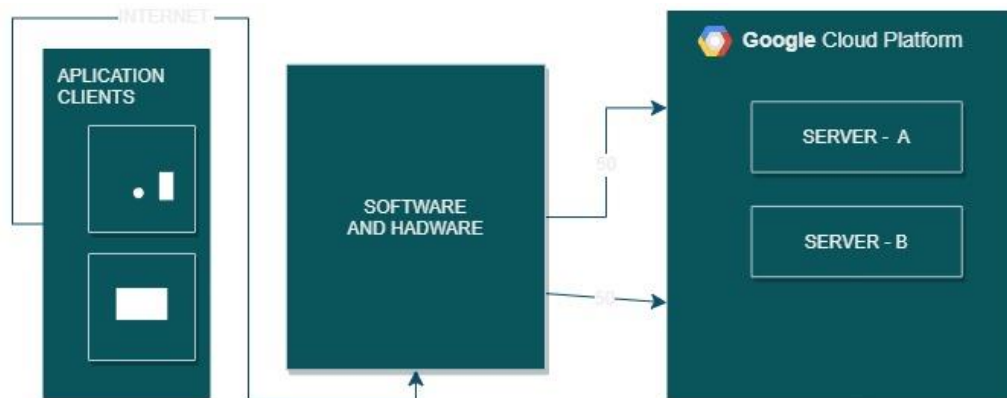 INTERNET
APLICATION
CLIENTS
SOFTWARE
AND HADWARE
50
50
Google Cloud Platform
SERVER - A
SERVER - B